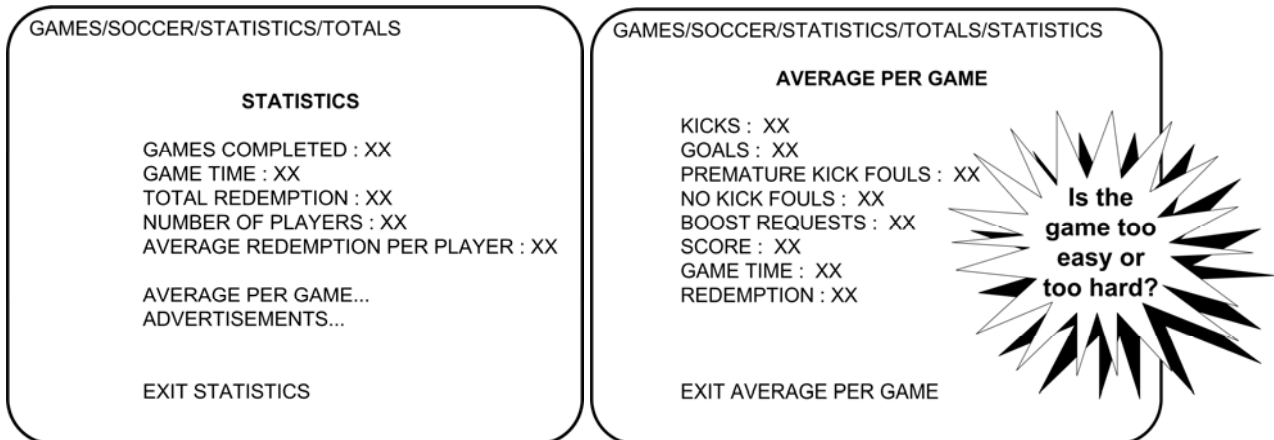 GAMES/SOCCER/STATISTICS/TOTALS
STATISTICS
GAMES COMPLETED : XX
GAME TIME : XX
TOTAL REDEMPTION : XX
NUMBER OF PLAYERS : XX
AVERAGE REDEMPTION PER PLAYER : XX
AVERAGE PER GAME...
ADVERTISEMENTS...
EXIT STATISTICS
GAMES/SOCCER/STATISTICS/TOTALS/STATISTICS
AVERAGE PER GAME
KICKS : XX
GOALS : XX
PREMATURE KICK FOULS : XX
NO KICK FOULS : XX
BOOST REQUESTS : XX
SCORE : XX
GAME TIME : XX
REDEMPTION : XX
EXIT AVERAGE PER GAME
Is the
game too
easy or
too hard?